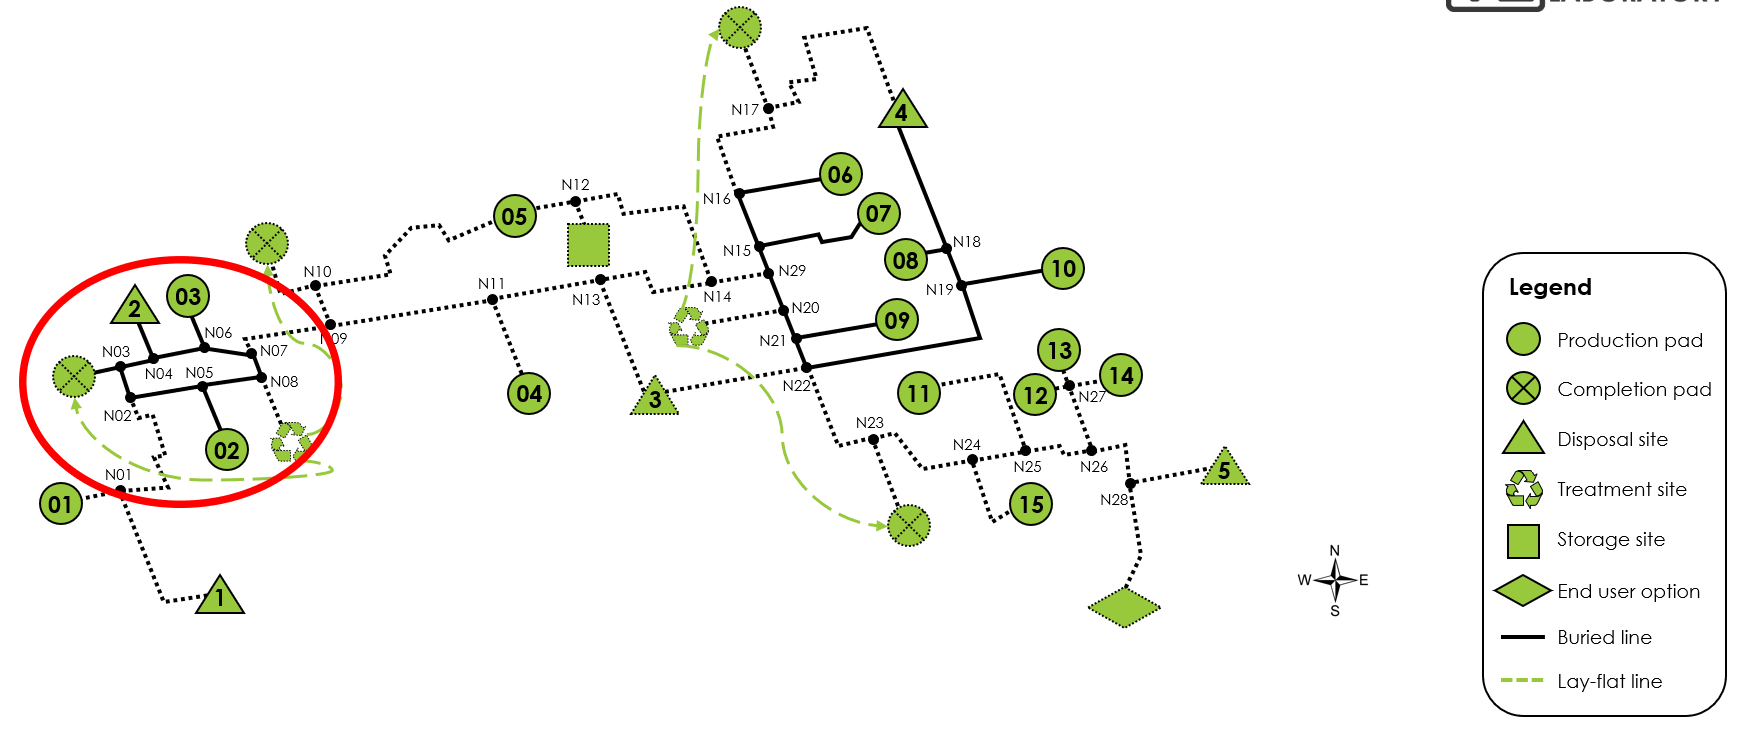 LABORATORY
N17
4
06
N12
N16
07
05
N15
N18
08
10
N10
N29
N11
N13
N14
N19
03
2
N20
09
N09
N06
N21
N03
N07
N04
N05
N08
N22
13
14
11
12
N27
04
3
N02
02
N23
N24
N25
N26
5
N01
01
15
N28
1
N
W E
S
Legend
Production pad
Completion pad
Disposal site
Treatment site
Storage site
End user option
Buried line
Lay-flat line